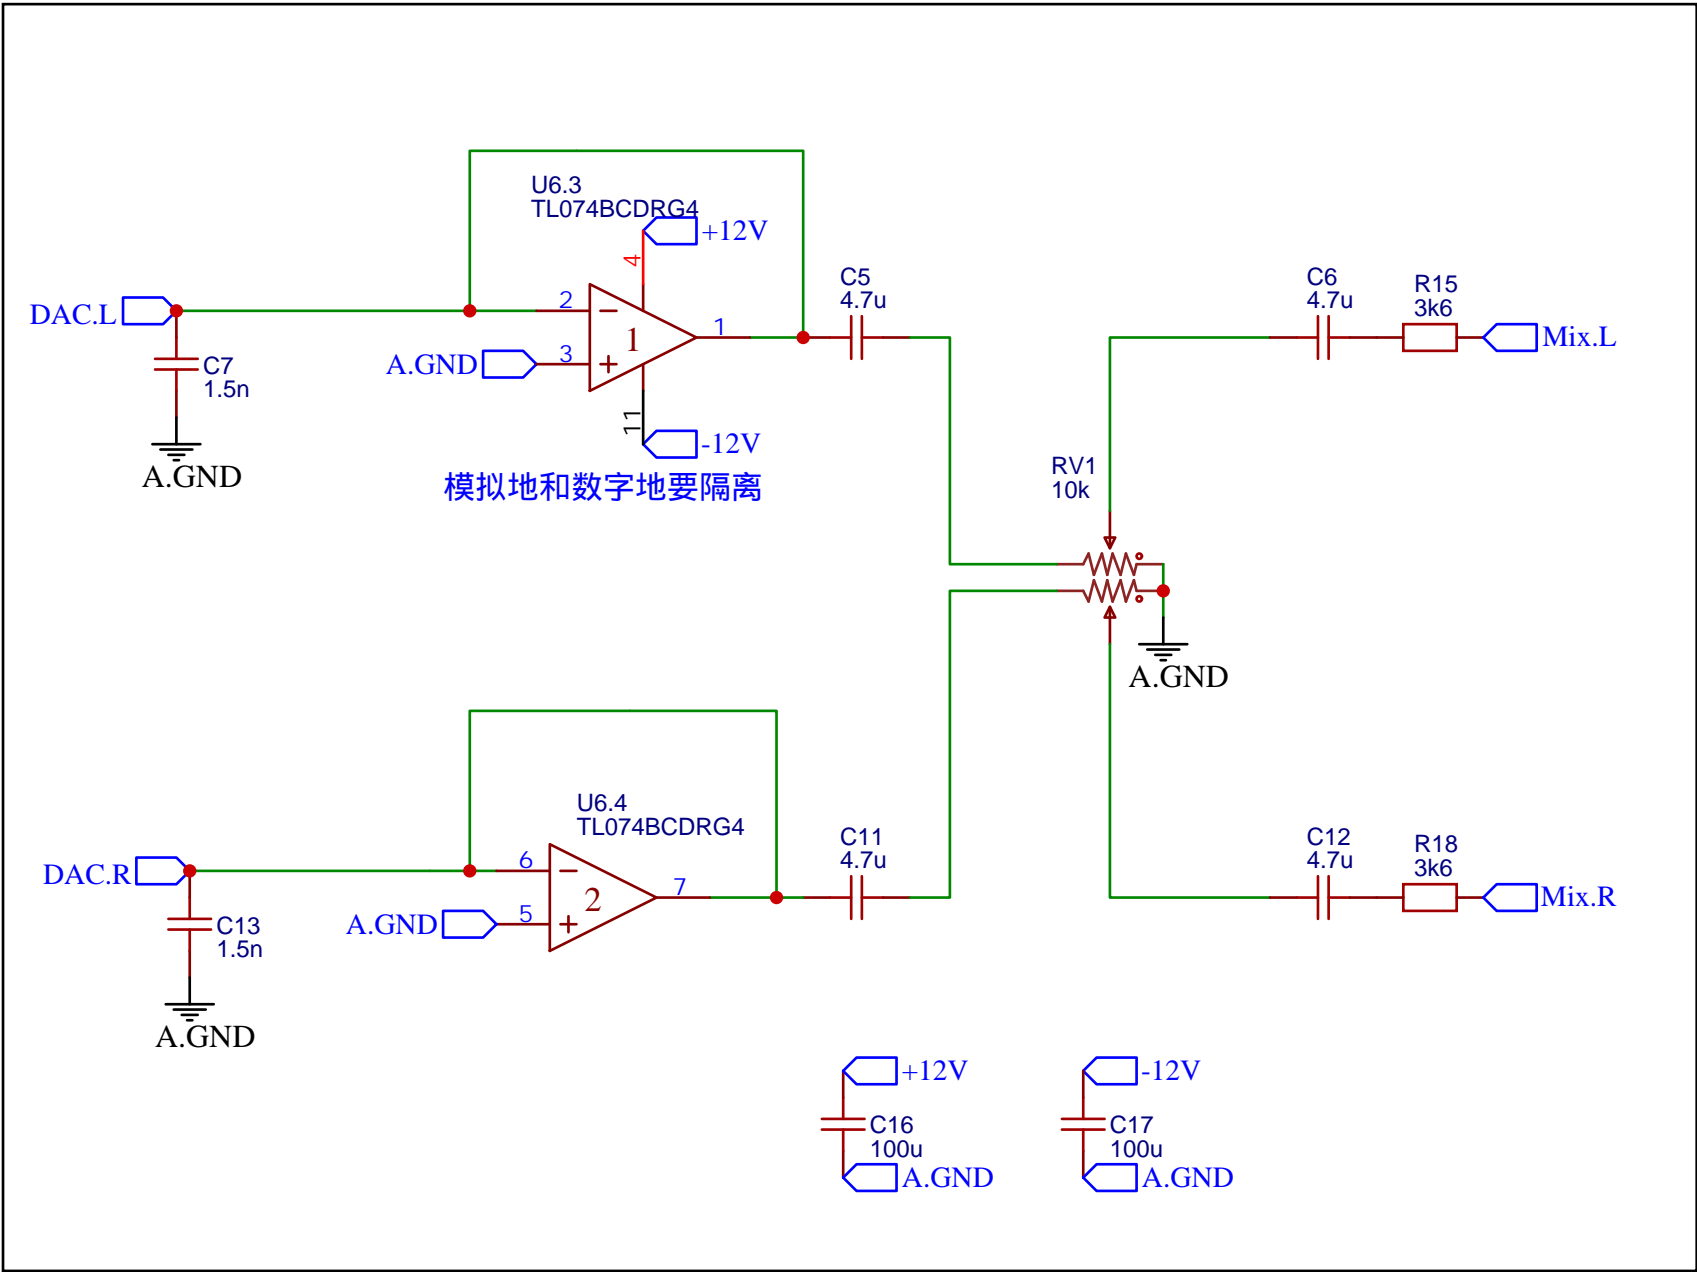 U6.3
TL074BCDRG4
+12V
4
DAC.L
2
1
1
A.GND
3
C7
1.5n
A.GND
11
-12V
模拟地和数字地要隔离
C5
4.7u
C6
4.7u
R15
3k6
Mix.L
RV1
10k
A.GND
U6.4
TL074BCDRG4
DAC.R
6
2
7
A.GND
5
C13
1.5n
A.GND
C11
4.7u
C12
4.7u
R18
3k6
Mix.R
+12V
C16
100u
A.GND
-12V
C17
100u
A.GND